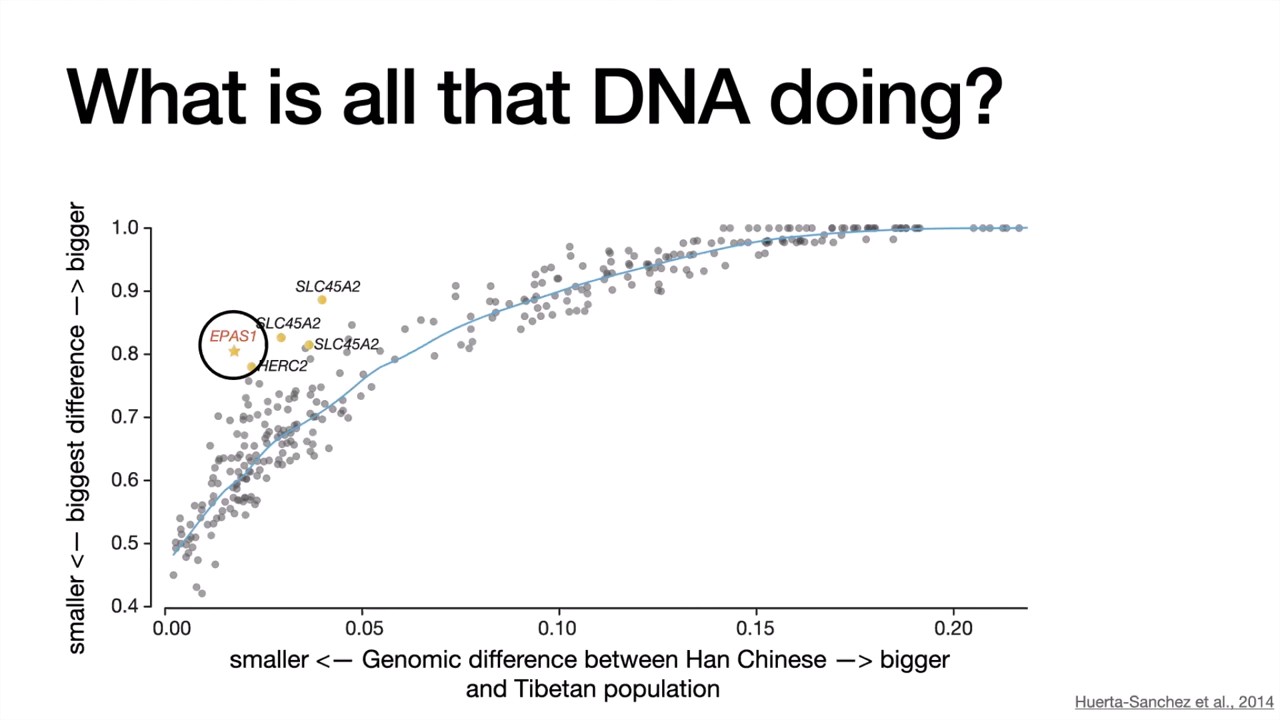 What is all that DNA doing?
smaller <— biggest difference —> bigger
1.0
0.9
0.8
0.7
0.6
0.5
0.4
SLC45A2
SLC45A2
EPAS1
SLC45A2
HERC2
0.00 0.05 0.10 0.15 0.20
smaller <— Genomic difference between Han Chinese —> bigger
and Tibetan population
Huerta-Sanchez et al., 2014